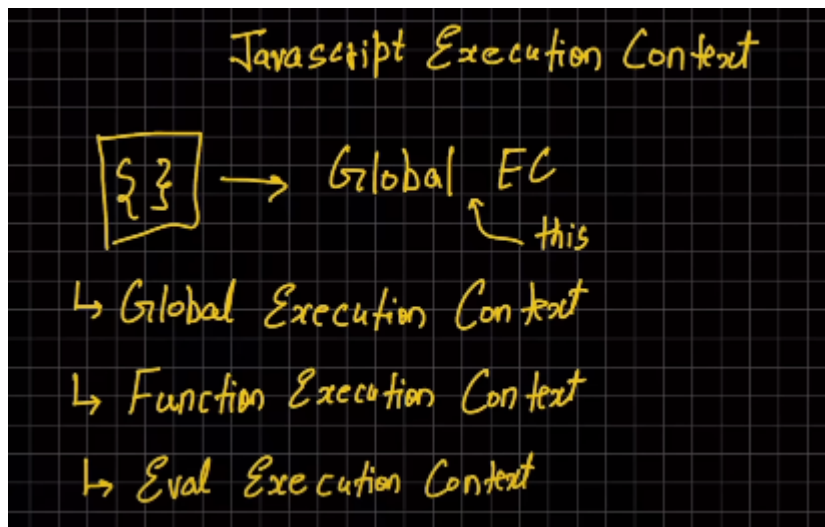 Javascript Execution Context
{ } → Global EC
this
↳ Global Execution Context
↳ Function Execution Context
↳ Eval Execution Context